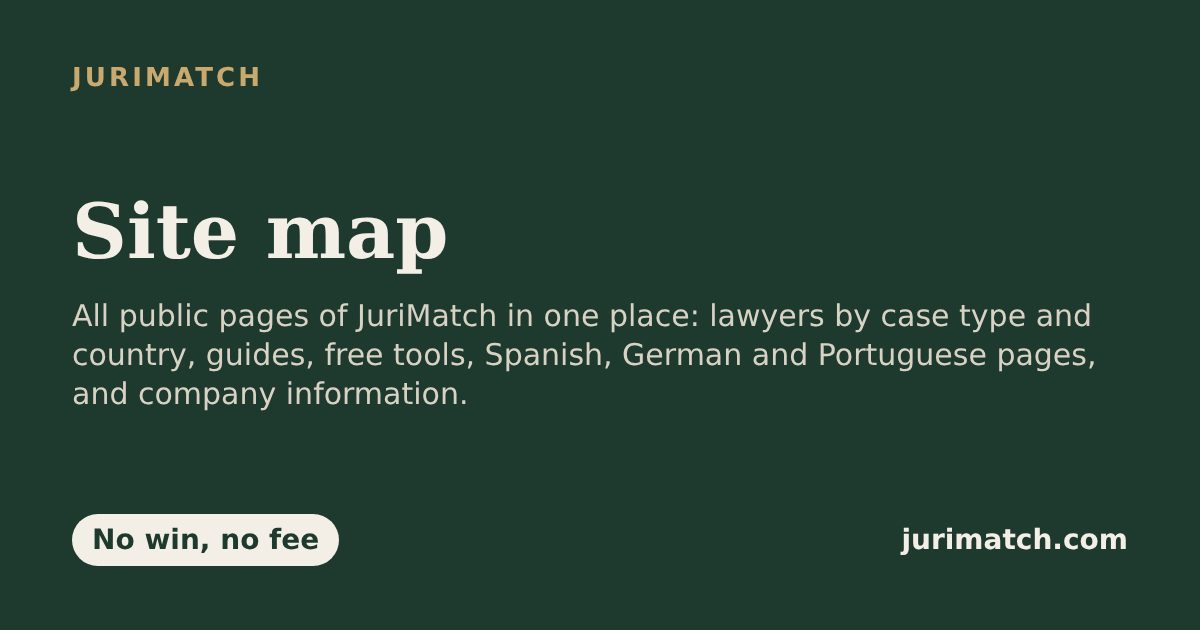 JURIMATCH
Site map
All public pages of JuriMatch in one place: lawyers by case type and
country, guides, free tools, Spanish, German and Portuguese pages,
and company information.
No win, no fee
jurimatch.com